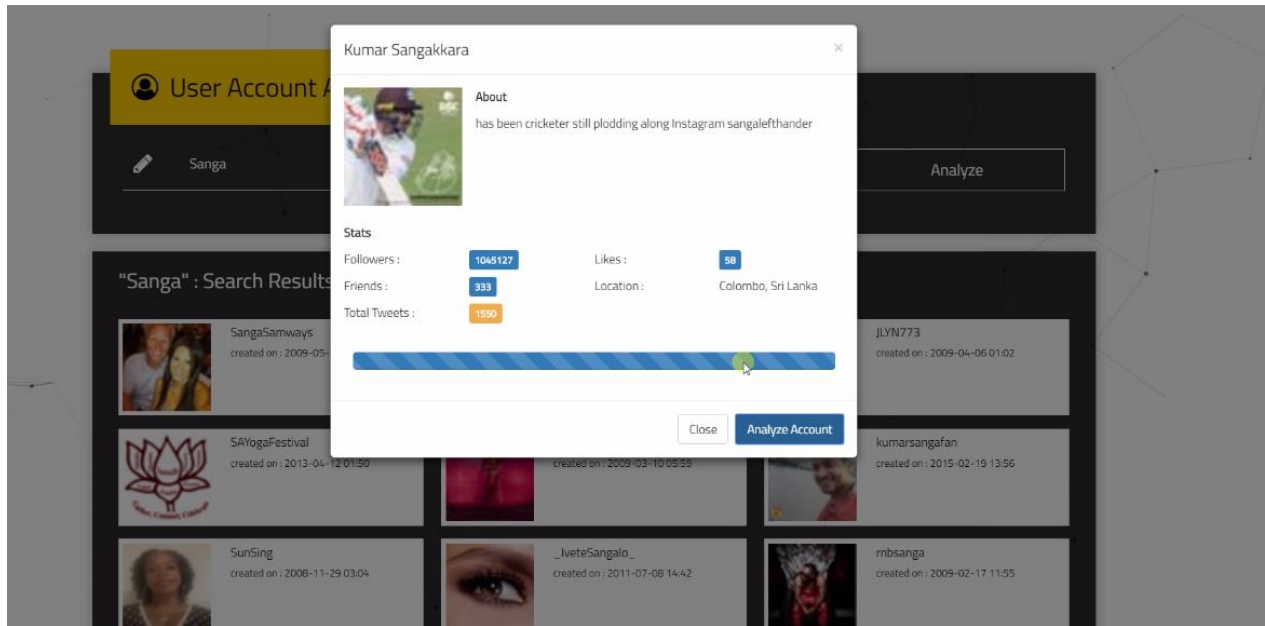 Kumar Sangakkara
×
User Account A
About
has been cricketer still plodding along Instagram sangalefthander
Sanga
Analyze
Stats
Followers : 1045127 Likes : 58
Friends : 333 Location : Colombo, Sri Lanka
Total Tweets : 1550
"Sanga" : Search Results
SangaSamways
created on : 2009-05-
JLYN773
created on : 2009-04-06 01:02
Close Analyze Account
SAYogaFestival
created on : 2013-04-12 01:50
created on : 2009-03-10 05:59
kumarsangafan
created on : 2015-02-19 13:56
SunSing
created on : 2008-11-29 03:04
_IveteSangalo_
created on : 2011-07-08 14:42
rnbsanga
created on : 2009-02-17 11:55